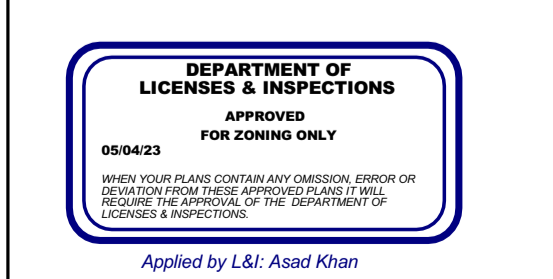 DEPARTMENT OF
LICENSES & INSPECTIONS
APPROVED
FOR ZONING ONLY
05/04/23
WHEN YOUR PLANS CONTAIN ANY OMISSION, ERROR OR
DEVIATION FROM THESE APPROVED PLANS IT WILL
REQUIRE THE APPROVAL OF THE DEPARTMENT OF
LICENSES & INSPECTIONS.
Applied by L&I: Asad Khan